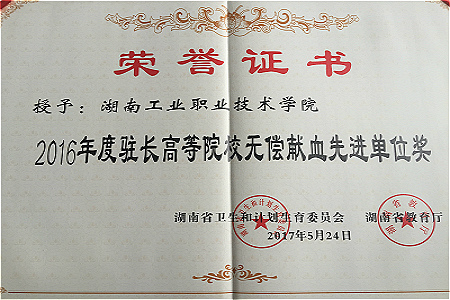 荣誉证书
授予：湖南工业职业技术学院
2016年度驻长高等院校无偿献血先进单位奖
湖南省卫生和计划生育委员会 湖南省教育厅
2017年5月24日